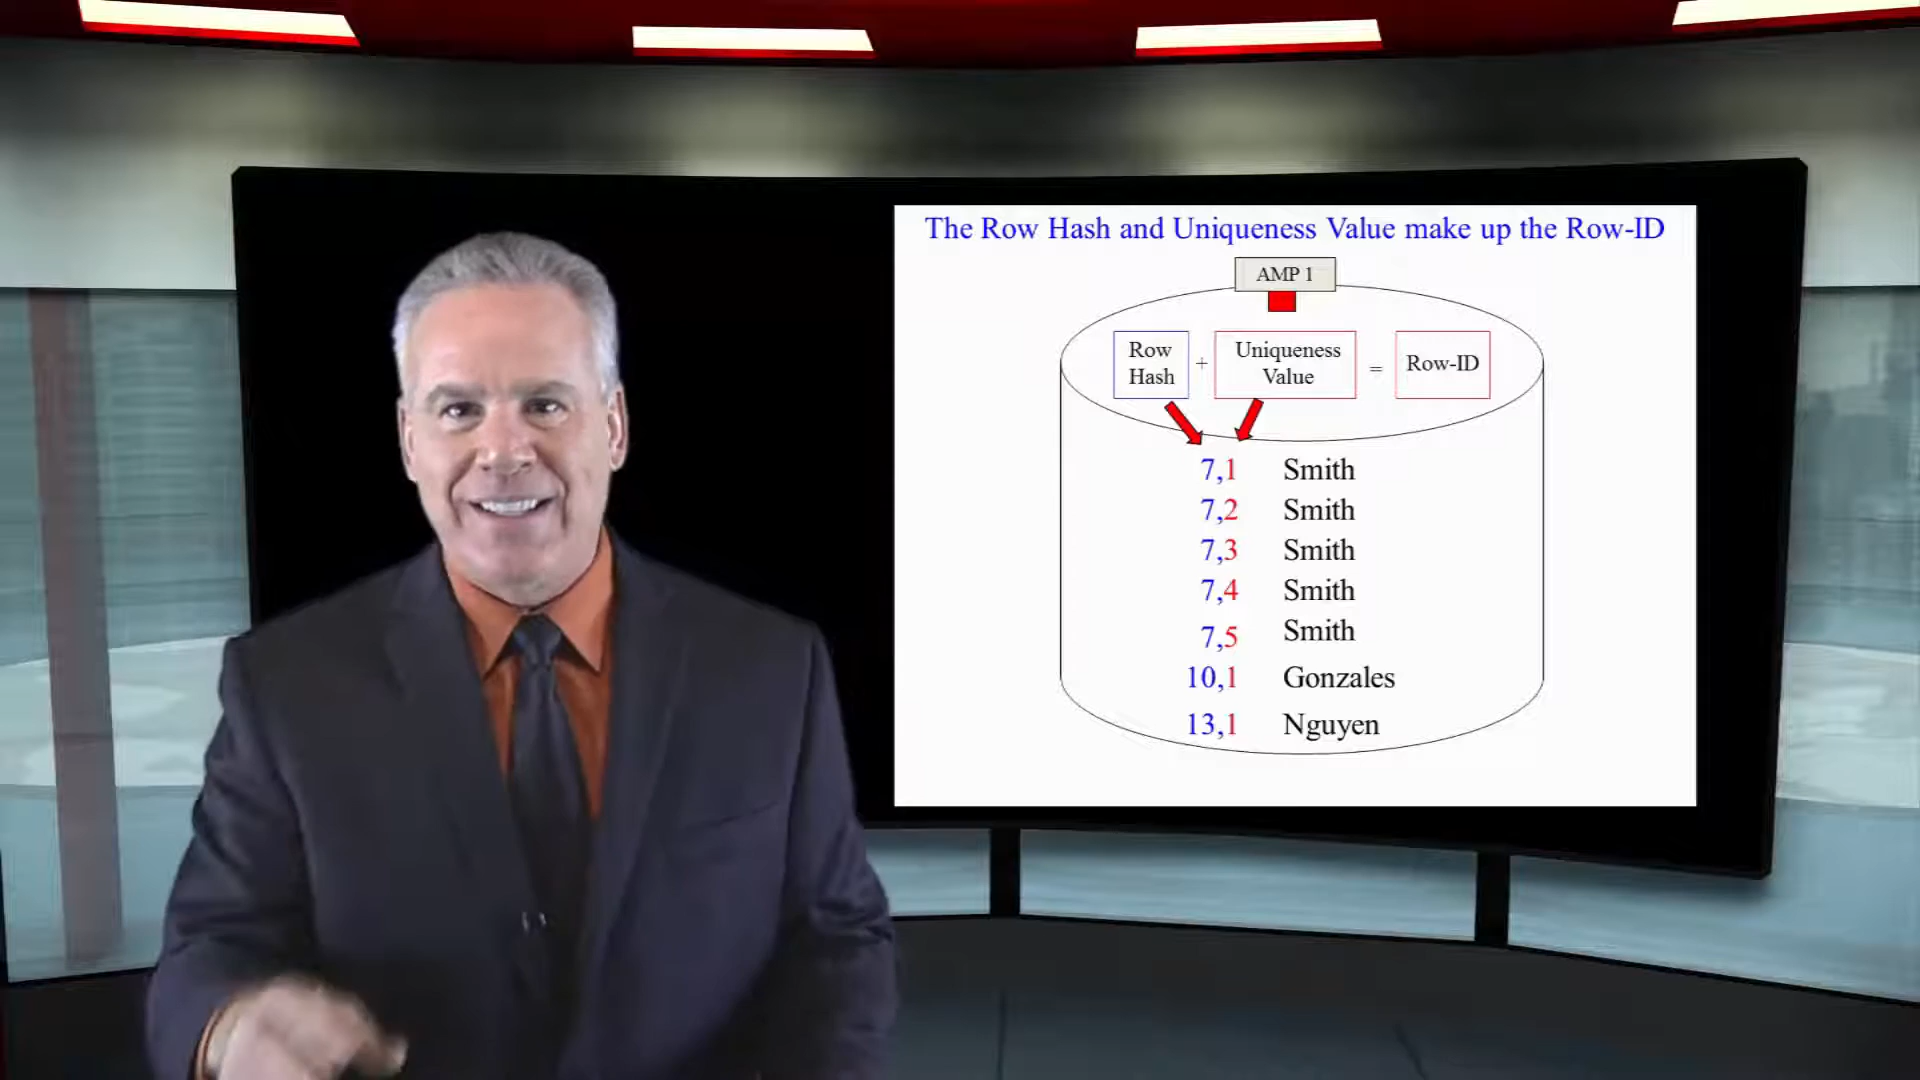 The Row Hash and Uniqueness Value make up the Row-ID
AMP 1
Row
Hash
+
Uniqueness
Value
=
Row-ID
7,1 Smith
7,2 Smith
7,3 Smith
7,4 Smith
7,5 Smith
10,1 Gonzales
13,1 Nguyen